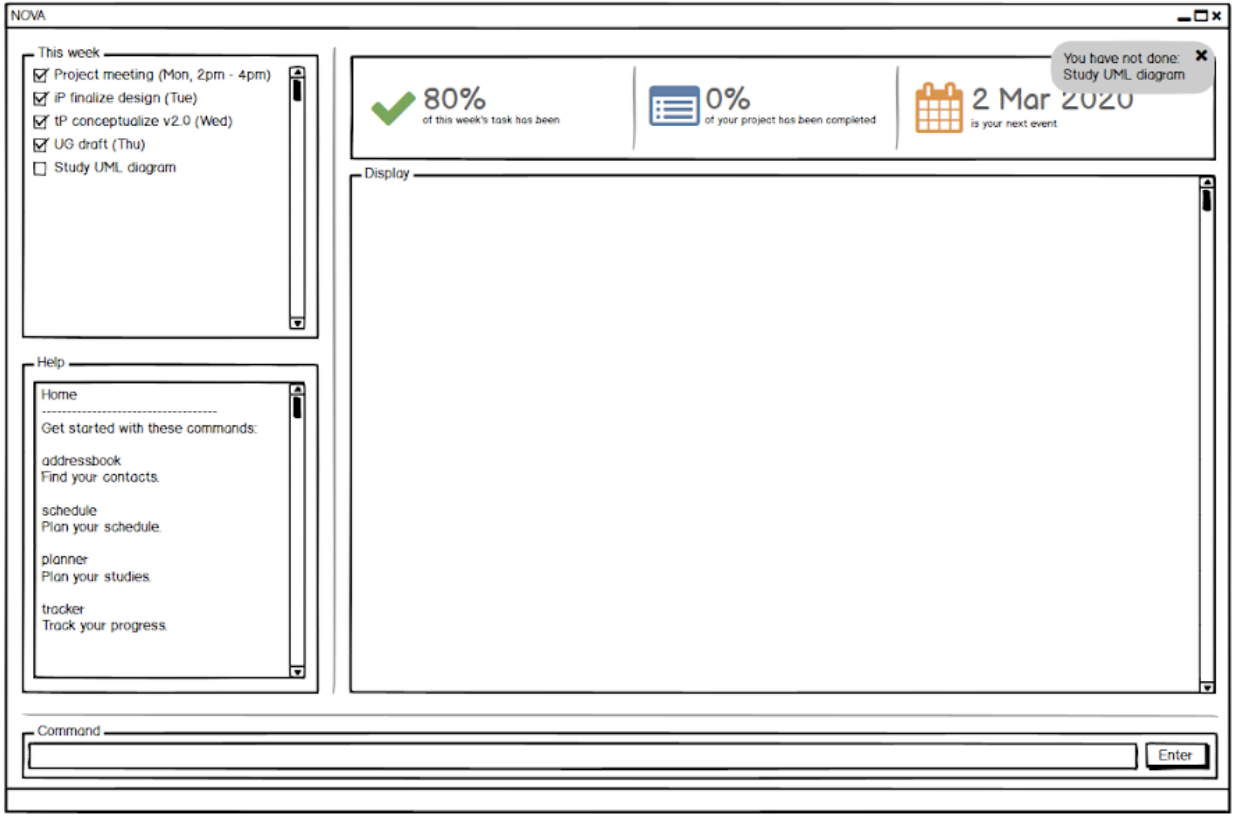 NOVA
This week
Project meeting (Mon, 2pm - 4pm)
iP finalize design (Tue)
tP conceptualize v2.0 (Wed)
UG draft (Thu)
Study UML diagram
You have not done:
Study UML diagram
80%
of this week's task has been
0%
of your project has been completed
2 Mar 2020
is your next event
Display
Help
Home
-----------------------------------
Get started with these commands:
addressbook
Find your contacts.
schedule
Plan your schedule.
planner
Plan your studies.
tracker
Track your progress.
Command
Enter